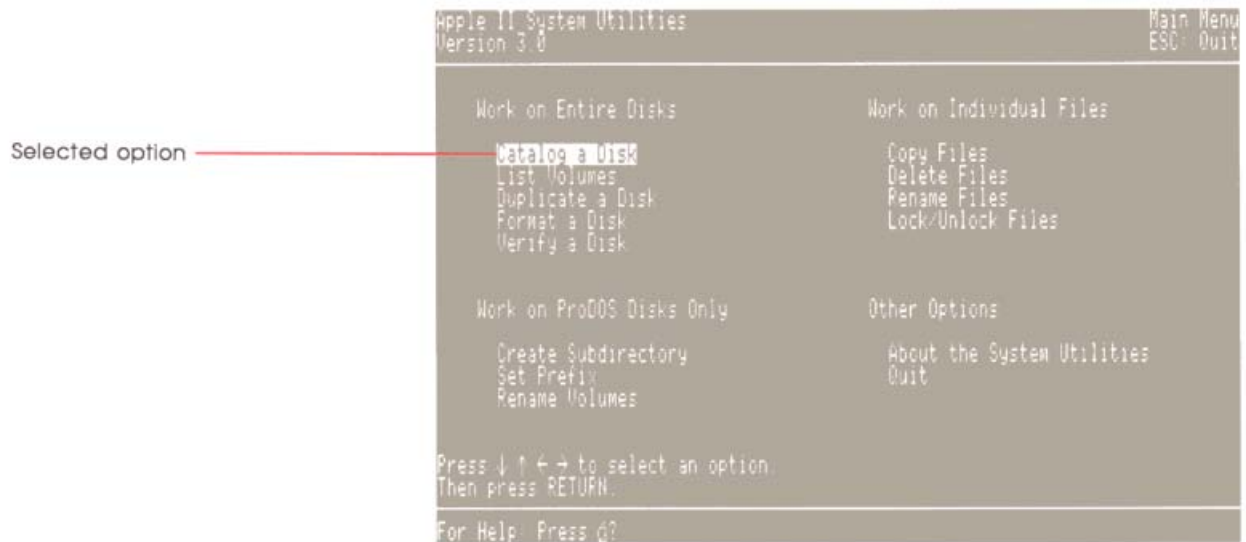 Apple II System Utilities
Version 3.0
Main Menu
ESC: Quit
Selected option
Work on Entire Disks
Catalog a Disk
List Volumes
Duplicate a Disk
Format a Disk
Verify a Disk
Work on Individual Files
Copy Files
Delete Files
Rename Files
Lock/Unlock Files
Work on ProDOS Disks Only
Create Subdirectory
Set Prefix
Rename Volumes
Other Options
About the System Utilities
Quit
Press ↓ ↑ ← → to select an option.
Then press RETURN.
For Help: Press ?